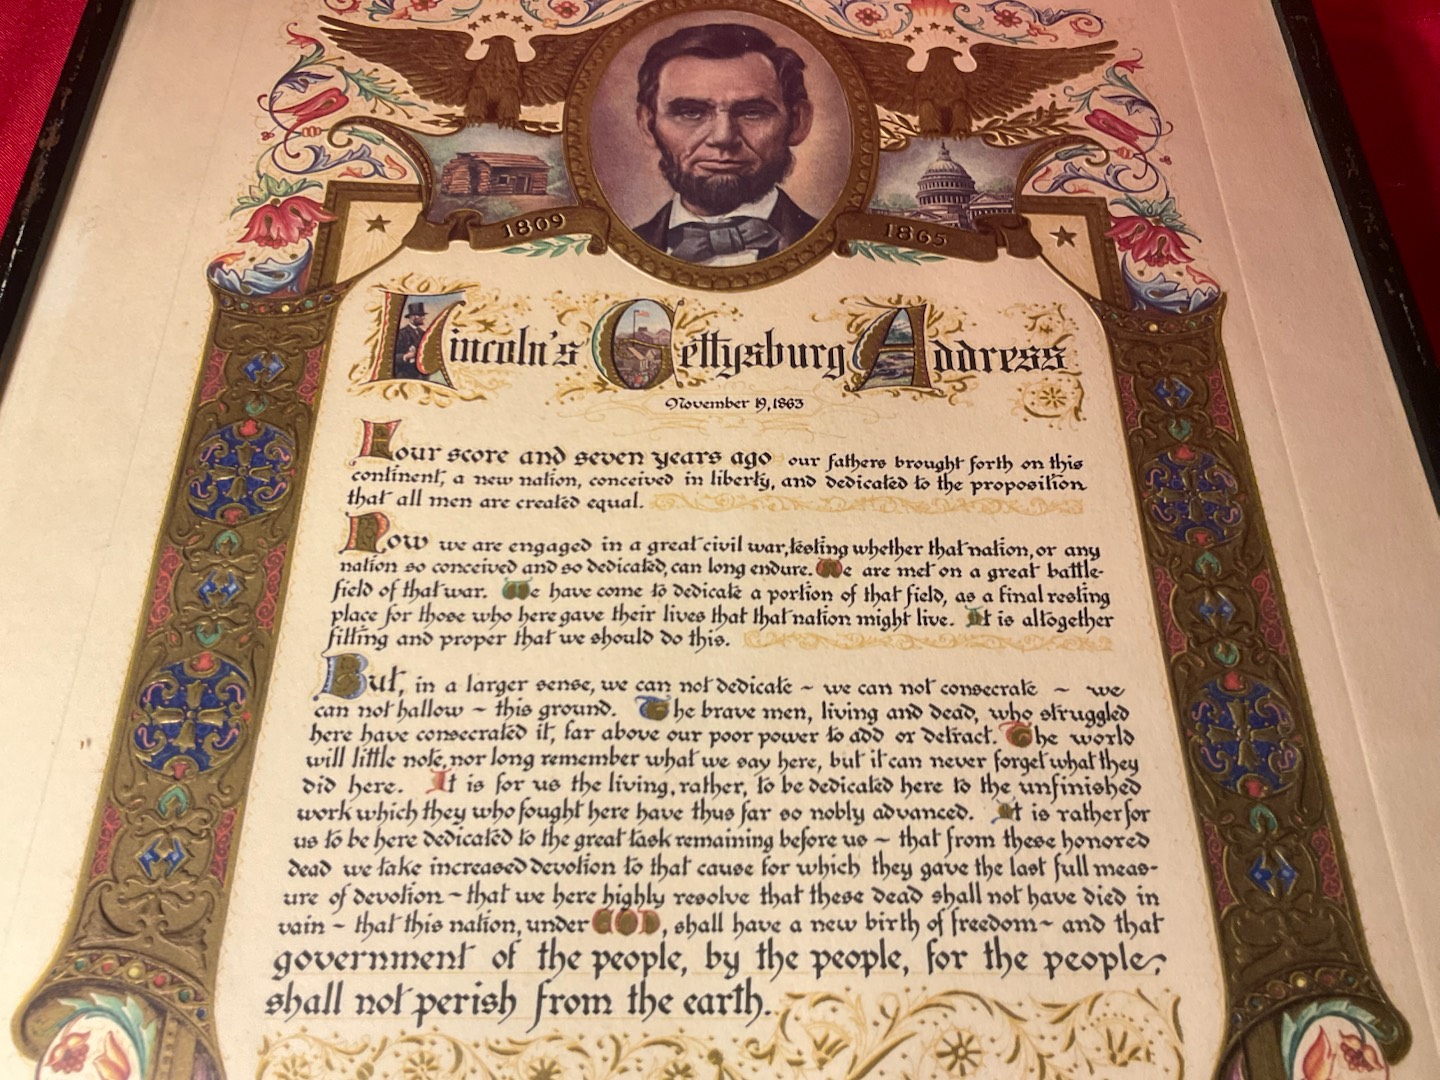 1809
1865
Lincoln's Gettysburg Address
November 19, 1863
Four score and seven years ago our fathers brought forth on this
continent, a new nation, conceived in liberty, and dedicated to the proposition
that all men are created equal.
Now we are engaged in a great civil war, testing whether that nation, or any
nation so conceived and so dedicated, can long endure. We are met on a great battle-
field of that war. We have come to dedicate a portion of that field, as a final resting
place for those who here gave their lives that that nation might live. It is altogether
fitting and proper that we should do this.
But, in a larger sense, we can not dedicate ~ we can not consecrate ~ we
can not hallow ~ this ground. The brave men, living and dead, who struggled
here have consecrated it, far above our poor power to add or detract. The world
will little note, nor long remember what we say here, but it can never forget what they
did here. It is for us the living, rather, to be dedicated here to the unfinished
work which they who fought here have thus far so nobly advanced. It is rather for
us to be here dedicated to the great task remaining before us ~ that from these honored
dead we take increased devotion to that cause for which they gave the last full meas-
ure of devotion ~ that we here highly resolve that these dead shall not have died in
vain ~ that this nation, under GOD, shall have a new birth of freedom ~ and that
government of the people, by the people, for the people,
shall not perish from the earth.